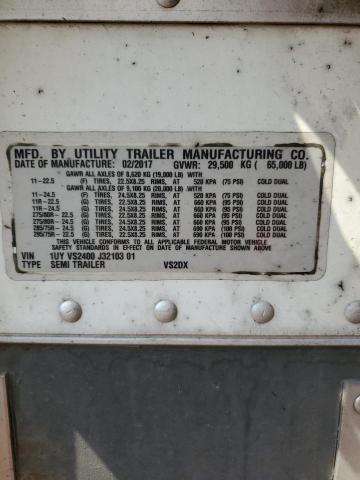 MFD. BY UTILITY TRAILER MANUFACTURING CO.
DATE OF MANUFACTURE: 02/2017 GVWR: 29,500 KG ( 65,000 LB)
GAWR ALL AXLES OF 8,620 KG (19,000 LB) WITH
11-22.5 (F) TIRES, 22.5X8.25 RIMS, AT 520 KPA (75 PSI) COLD DUAL
11-24.5 (F) TIRES, 24.5X8.25 RIMS, AT 520 KPA (75 PSI) COLD DUAL
GAWR ALL AXLES OF 9,100 KG (20,000 LB) WITH
11R-22.5 (G) TIRES, 22.5X8.25 RIMS, AT 660 KPA (95 PSI) COLD DUAL
11R-24.5 (G) TIRES, 24.5X8.25 RIMS, AT 660 KPA (95 PSI) COLD DUAL
275/80R-22.5 (G) TIRES, 22.5X8.25 RIMS, AT 660 KPA (95 PSI) COLD DUAL
275/80R-24.5 (G) TIRES, 24.5X8.25 RIMS, AT 660 KPA (95 PSI) COLD DUAL
285/75R-24.5 (G) TIRES, 24.5X8.25 RIMS, AT 690 KPA (100 PSI) COLD DUAL
295/75R-22.5 (G) TIRES, 22.5X8.25 RIMS, AT 690 KPA (100 PSI) COLD DUAL
THIS VEHICLE CONFORMS TO ALL APPLICABLE FEDERAL MOTOR VEHICLE
SAFETY STANDARDS IN EFFECT ON DATE OF MANUFACTURE SHOWN ABOVE.
VIN 1UY VS2400 J32103 01
TYPE SEMI TRAILER VS2DX